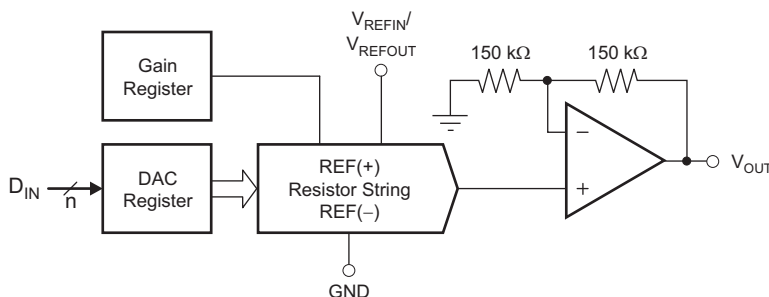 V_REFIN/
V_REFOUT
150 kΩ
150 kΩ
Gain
Register
REF(+)
Resistor String
REF(−)
DAC
Register
D_IN
n
−
+
V_OUT
GND